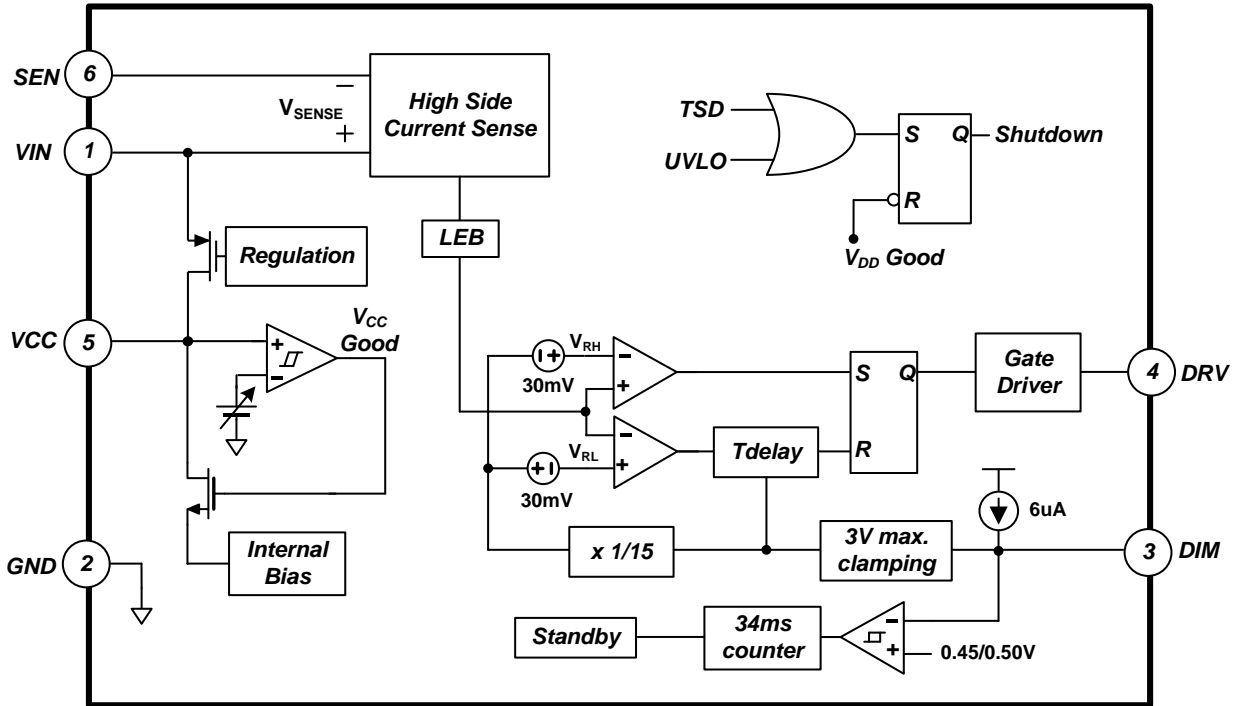 SEN
6
−
VSENSE
+
VIN
1
High Side
Current Sense
TSD
UVLO
S
Q
Shutdown
R
VDD Good
LEB
Regulation
VCC
5
VCC
Good
+
−
VRH
30mV
−
+
−
+
VRL
30mV
Tdelay
S
Q
R
Gate
Driver
4
DRV
6uA
x 1/15
3V max.
clamping
3
DIM
GND
2
Internal
Bias
Standby
34ms
counter
−
+
0.45/0.50V